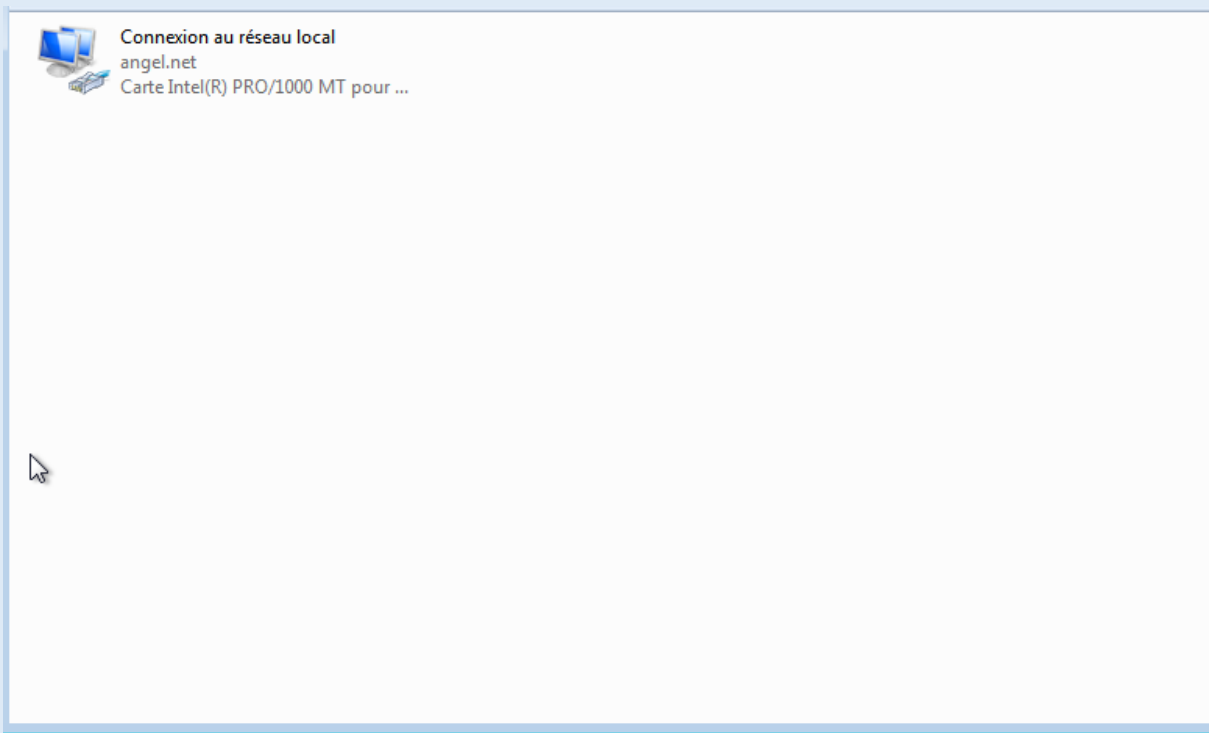 Connexion au réseau local
angel.net
Carte Intel(R) PRO/1000 MT pour ...